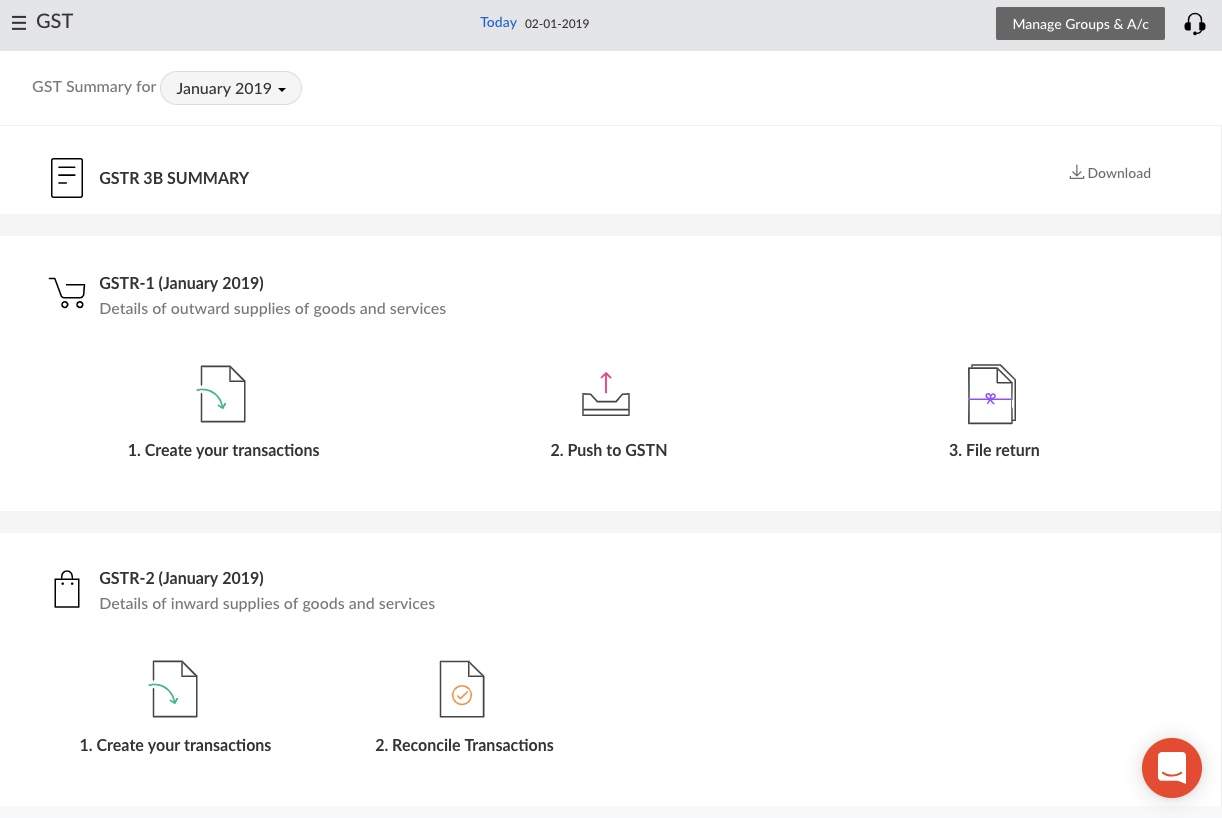 GST
Today 02-01-2019
Manage Groups & A/c
GST Summary for January 2019
GSTR 3B SUMMARY
Download
GSTR-1 (January 2019)
Details of outward supplies of goods and services
1. Create your transactions
2. Push to GSTN
3. File return
GSTR-2 (January 2019)
Details of inward supplies of goods and services
1. Create your transactions
2. Reconcile Transactions